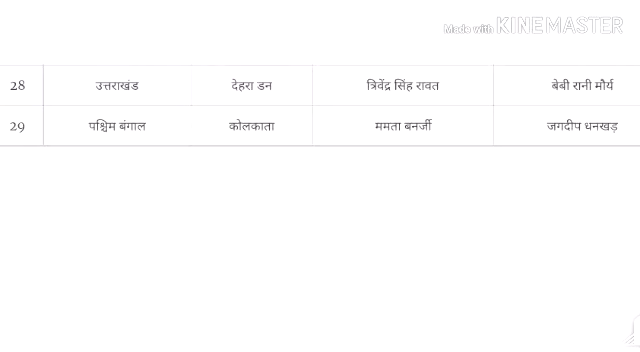 Made with KINEMASTER
28 उत्तराखंड देहरा डन त्रिवेंद्र सिंह रावत बेबी रानी मौर्य
29 पश्चिम बंगाल कोलकाता ममता बनर्जी जगदीप धनखड़